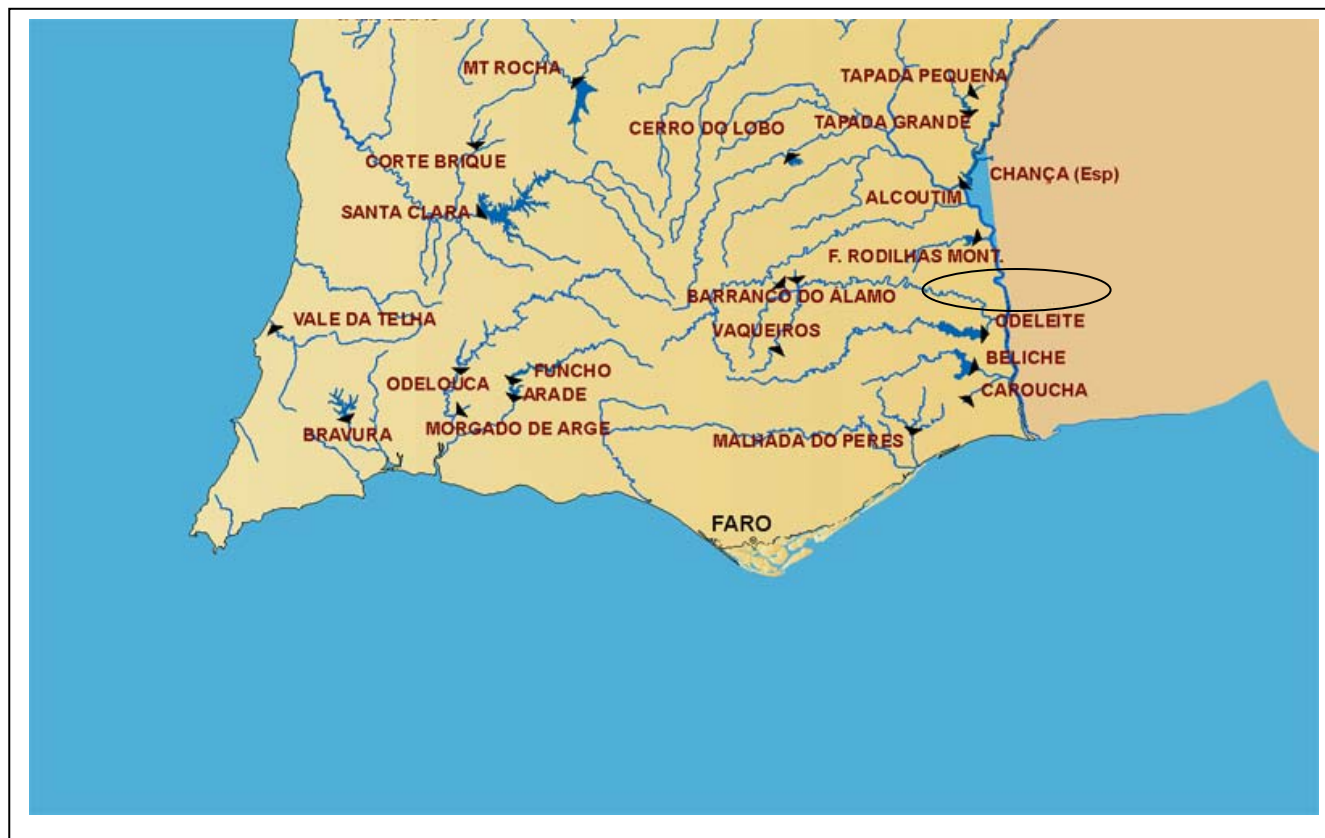 MT ROCHA
TAPADA PEQUENA
CERRO DO LOBO
TAPADA GRANDE
CORTE BRIQUE
CHANÇA (Esp)
SANTA CLARA
ALCOUTIM
F. RODILHAS MONT.
BARRANCO DO ÁLAMO
VALE DA TELHA
VAQUEIROS
ODELEITE
BELICHE
ODELOUCA
FUNCHO
ARADE
CAROUCHA
BRAVURA
MORGADO DE ARGE
MALHADA DO PERES
FARO